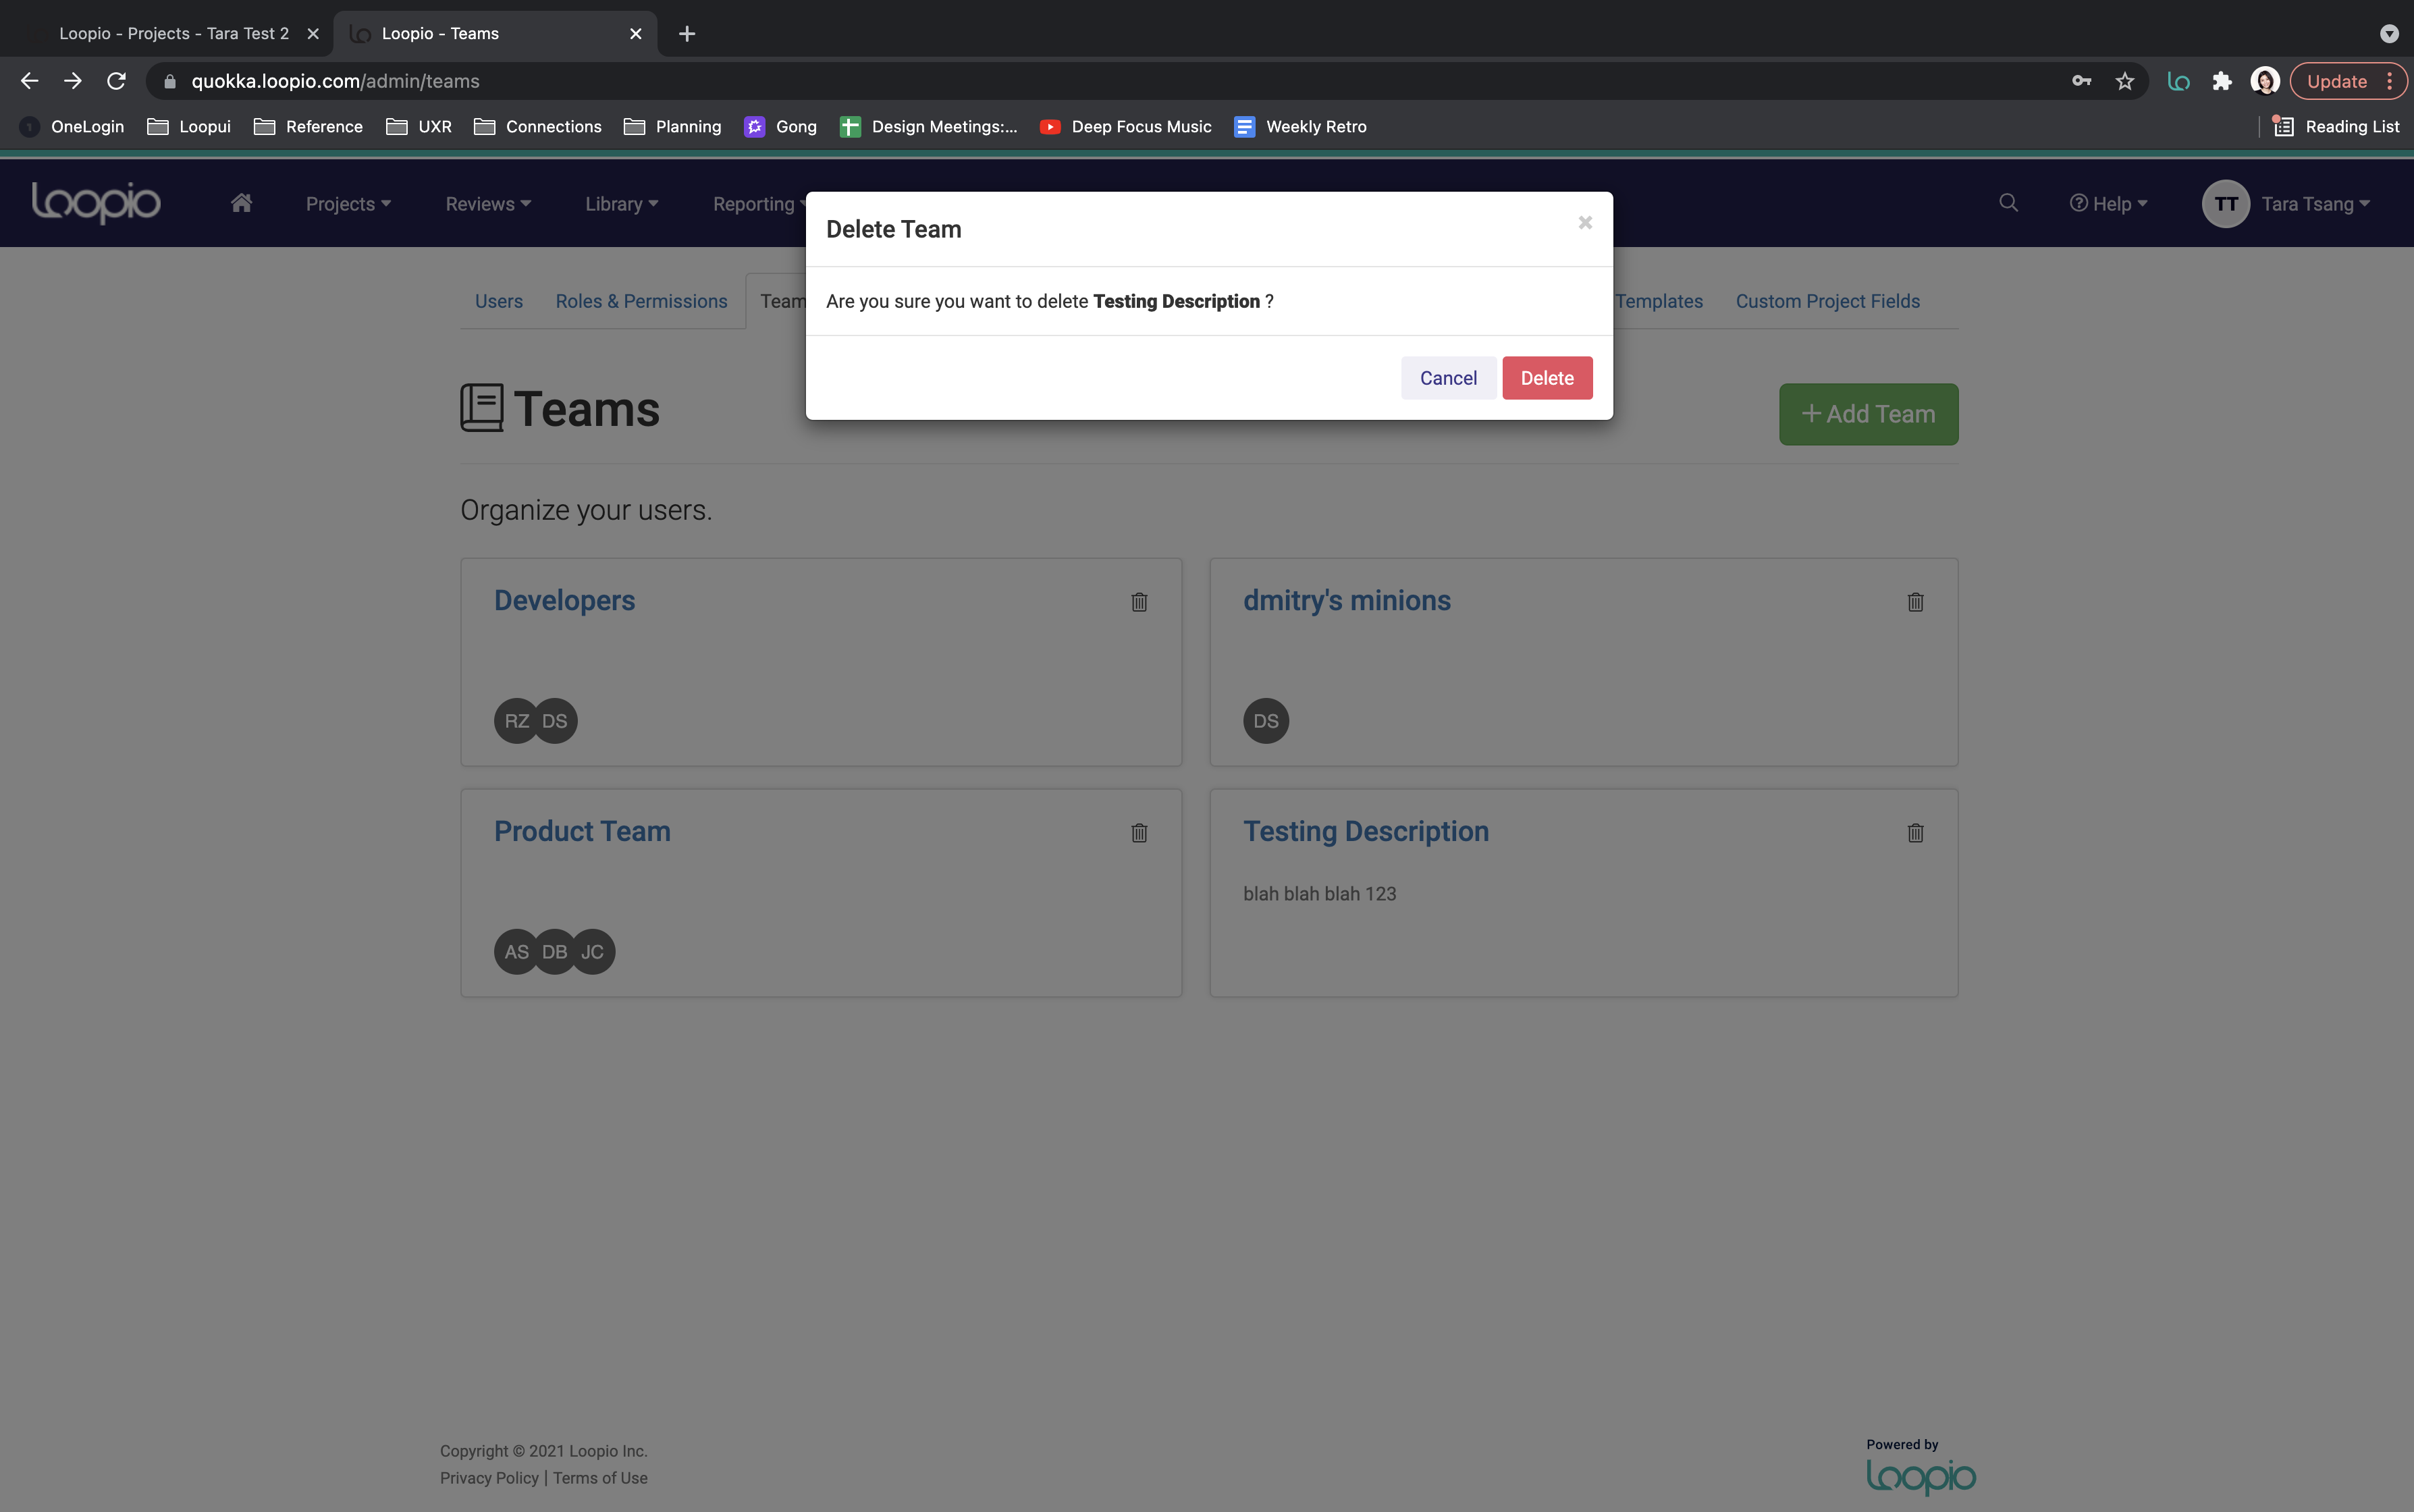 Loopio - Projects - Tara Test 2
Loopio - Teams
quokka.loopio.com/admin/teams
Update
OneLogin
Loopui
Reference
UXR
Connections
Planning
Gong
Design Meetings:...
Deep Focus Music
Weekly Retro
Reading List
loopio
Projects
Reviews
Library
Reporting
Help
TT
Tara Tsang
Delete Team
Are you sure you want to delete Testing Description ?
Cancel
Delete
Users
Roles & Permissions
Team
Templates
Custom Project Fields
Teams
+ Add Team
Organize your users.
Developers
RZ DS
dmitry's minions
DS
Product Team
AS DB JC
Testing Description
blah blah blah 123
Copyright © 2021 Loopio Inc.
Privacy Policy | Terms of Use
Powered by
loopio